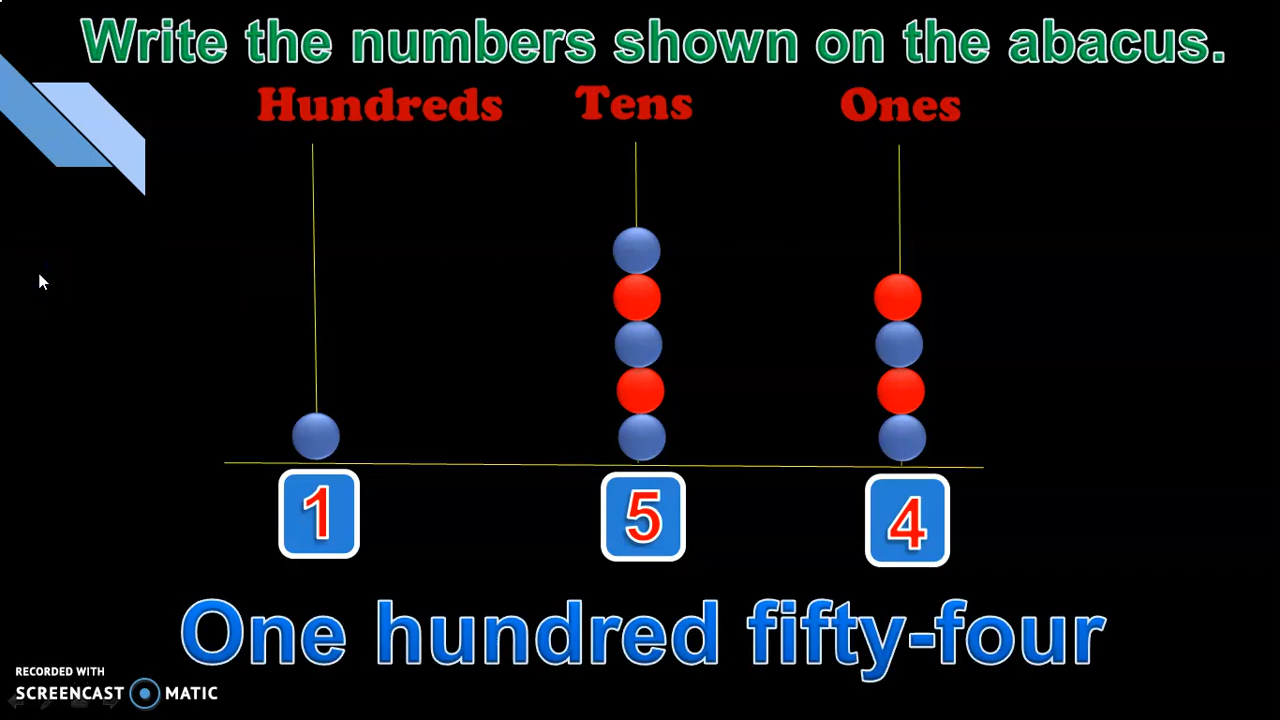 Write the numbers shown on the abacus.
Hundreds Tens Ones
1 5 4
One hundred fifty-four
RECORDED WITH
SCREENCAST MATIC